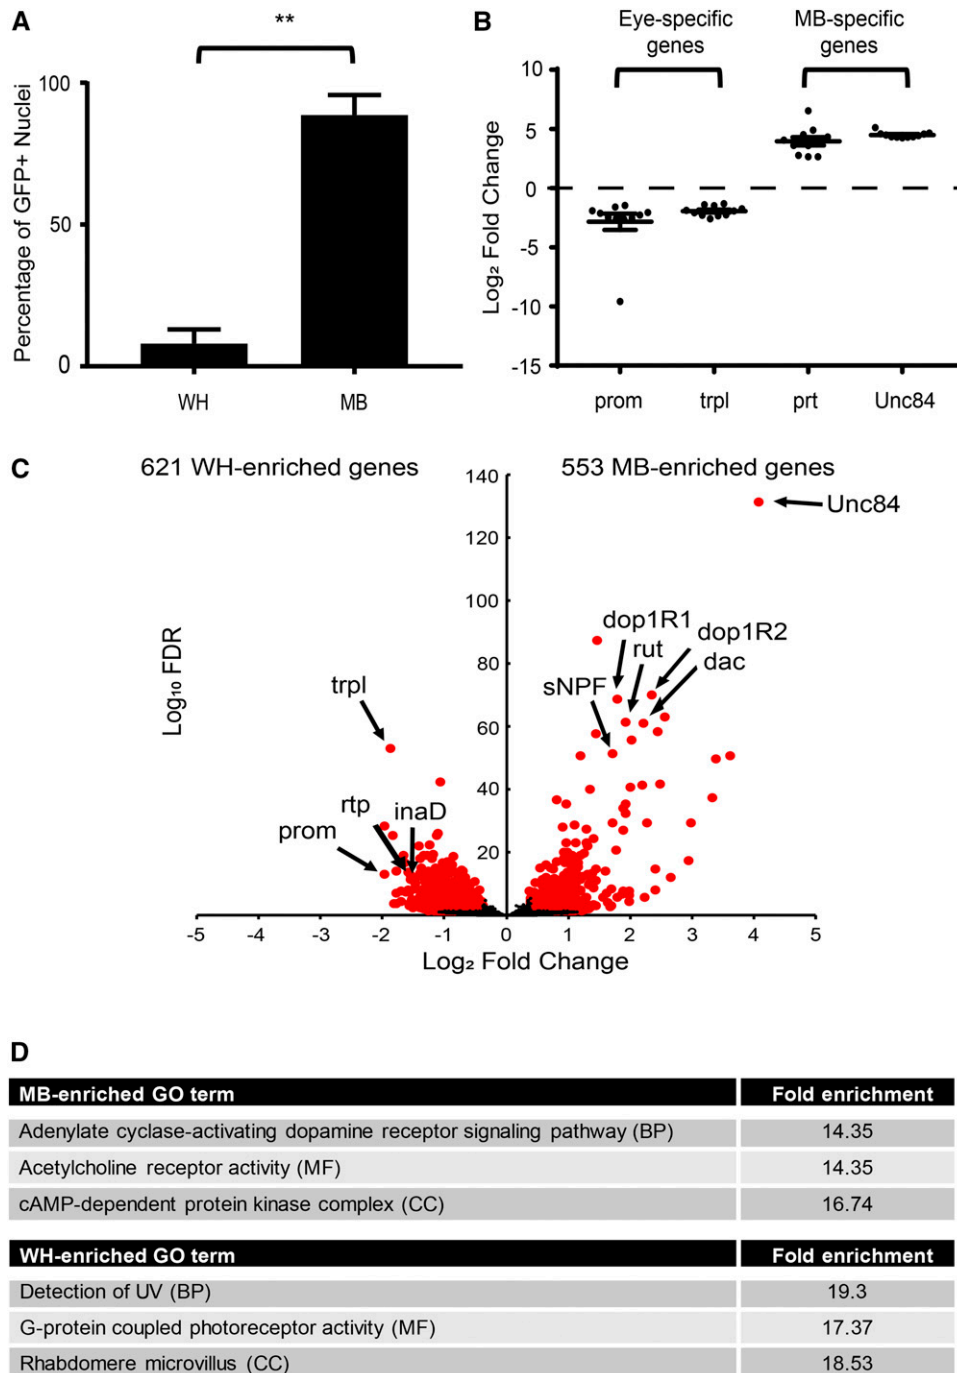 A
**
Percentage of GFP+ Nuclei
100
50
0
WH
MB
B
Eye-specific genes
MB-specific genes
Log₂ Fold Change
10
5
0
-5
-10
-15
prom
trpl
prt
Unc84
C
621 WH-enriched genes
553 MB-enriched genes
Log₁₀ FDR
140
120
100
80
60
40
20
Unc84
dop1R1
dop1R2
rut
dac
sNPF
trpl
rtp
inaD
prom
-5 -4 -3 -2 -1 0 1 2 3 4 5
Log₂ Fold Change
D
MB-enriched GO term Fold enrichment
Adenylate cyclase-activating dopamine receptor signaling pathway (BP) 14.35
Acetylcholine receptor activity (MF) 14.35
cAMP-dependent protein kinase complex (CC) 16.74
WH-enriched GO term Fold enrichment
Detection of UV (BP) 19.3
G-protein coupled photoreceptor activity (MF) 17.37
Rhabdomere microvillus (CC) 18.53